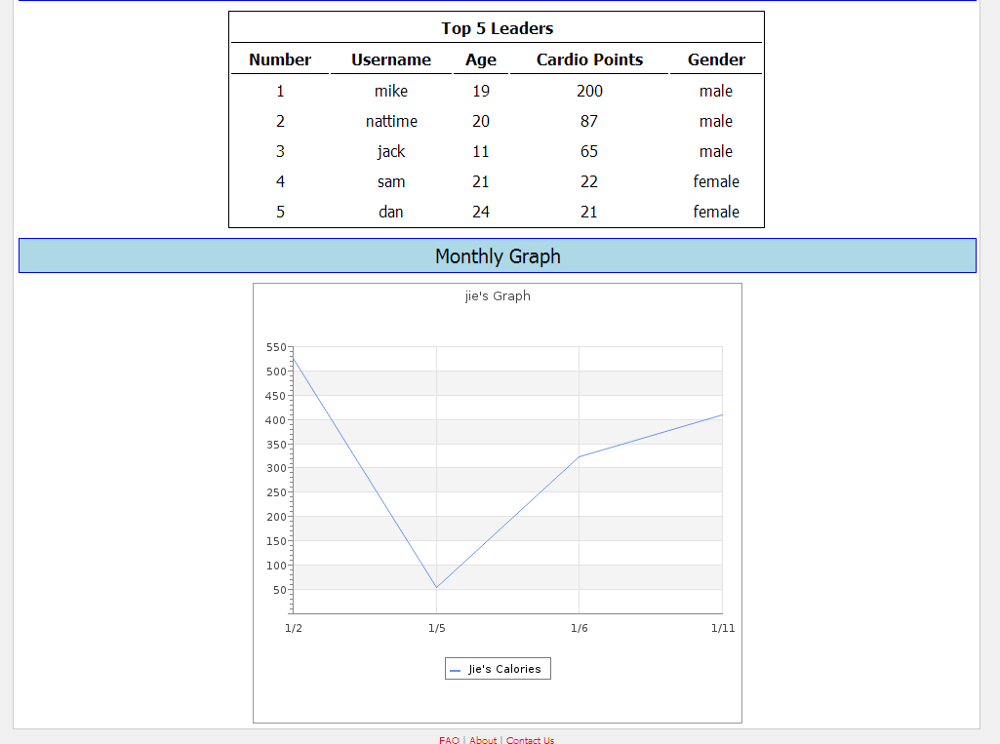 Top 5 Leaders
Number Username Age Cardio Points Gender
1 mike 19 200 male
2 nattime 20 87 male
3 jack 11 65 male
4 sam 21 22 female
5 dan 24 21 female
Monthly Graph
jie's Graph
550
500
450
400
350
300
250
200
150
100
50
1/2 1/5 1/6 1/11
Jie's Calories
FAQ | About | Contact Us